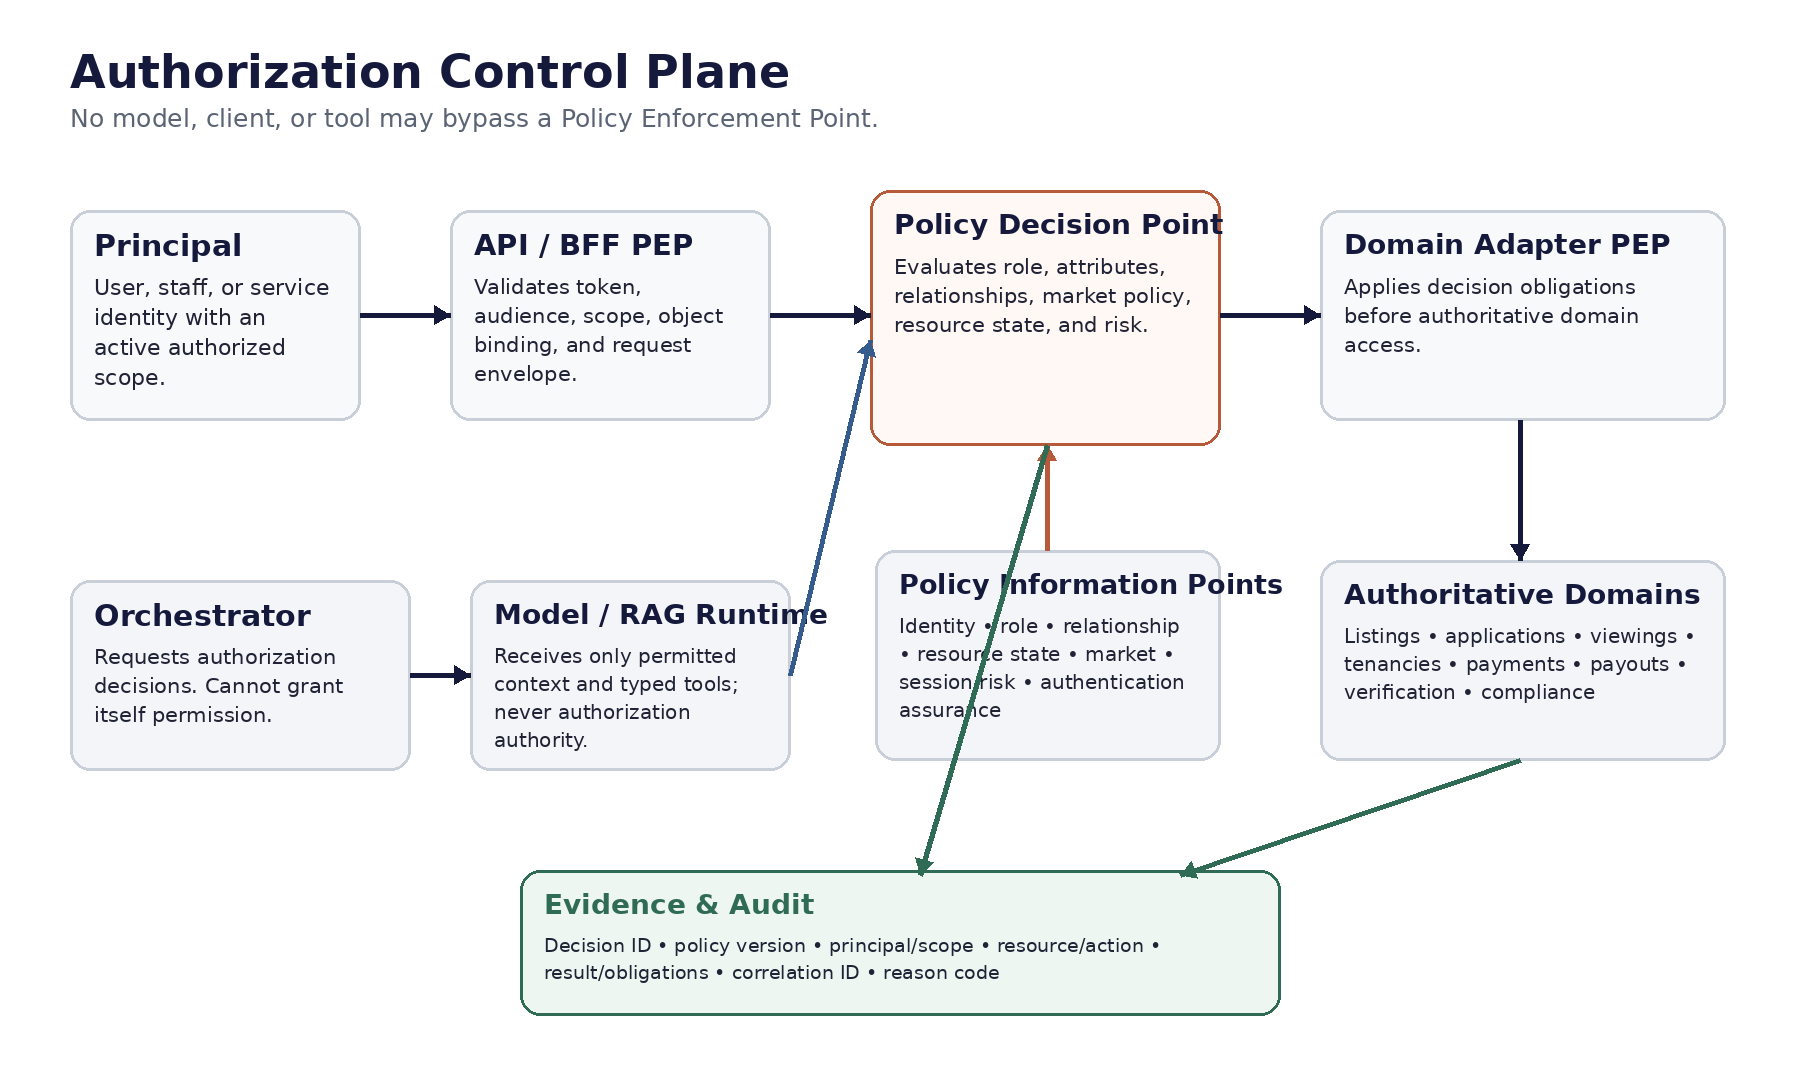 Authorization Control Plane
No model, client, or tool may bypass a Policy Enforcement Point.
Principal
User, staff, or service
identity with an
active authorized
scope.
API / BFF PEP
Validates token,
audience, scope, object
binding, and request
envelope.
Policy Decision Point
Evaluates role, attributes,
relationships, market policy,
resource state, and risk.
Domain Adapter PEP
Applies decision obligations
before authoritative domain
access.
Orchestrator
Requests authorization
decisions. Cannot grant
itself permission.
Model / RAG Runtime
Receives only permitted
context and typed tools;
never authorization
authority.
Policy Information Points
Identity • role • relationship
• resource state • market •
session risk • authentication
assurance
Authoritative Domains
Listings • applications • viewings •
tenancies • payments • payouts •
verification • compliance
Evidence & Audit
Decision ID • policy version • principal/scope • resource/action •
result/obligations • correlation ID • reason code